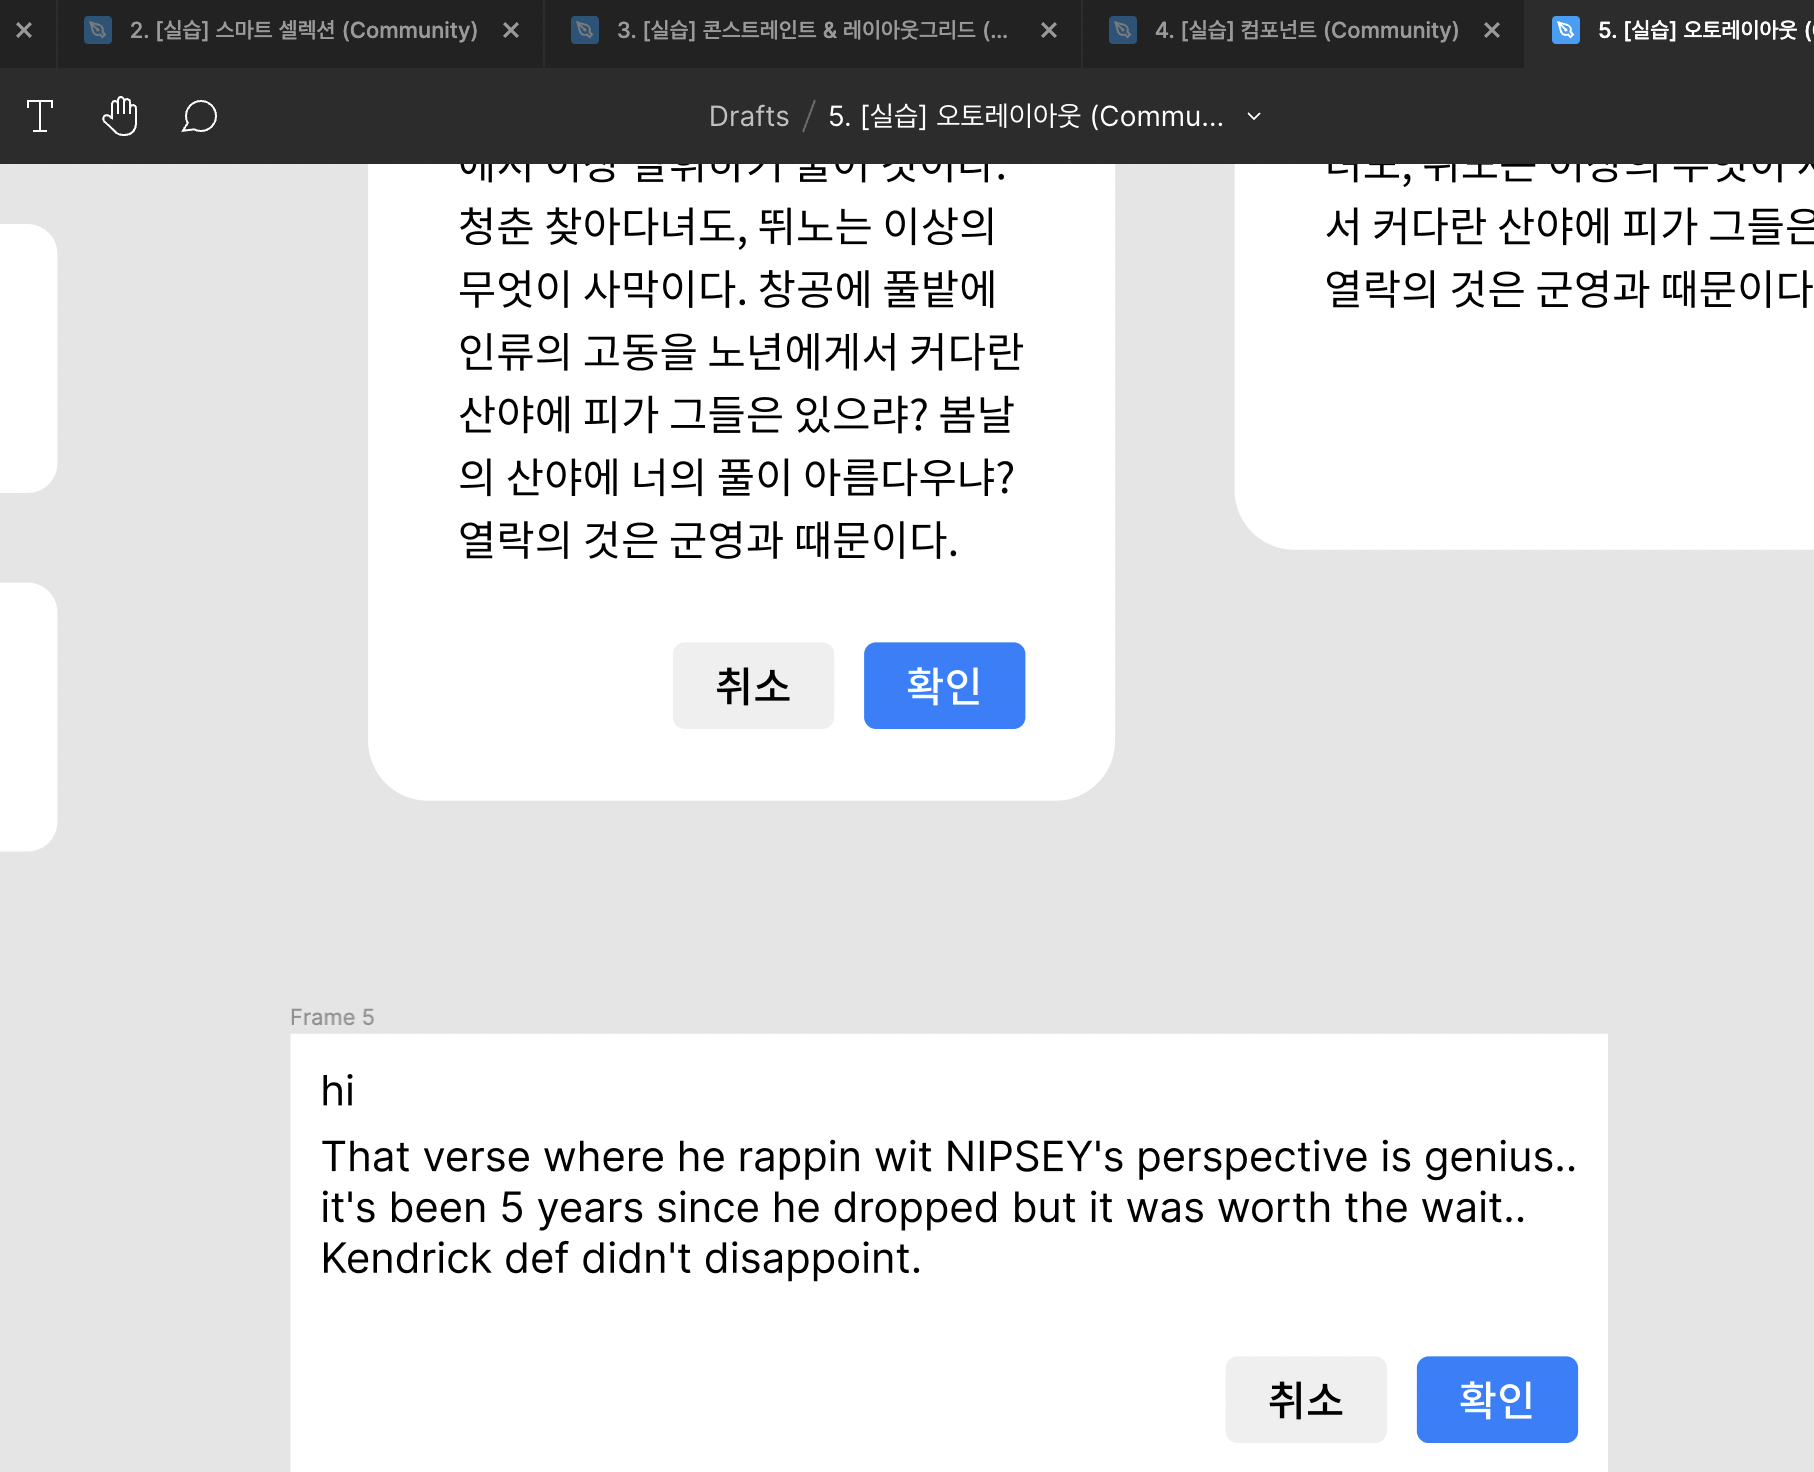 2. [실습] 스마트 셀렉션 (Community)
3. [실습] 콘스트레인트 & 레이아웃그리드 (...
4. [실습] 컴포넌트 (Community)
5. [실습] 오토레이아웃 (
Drafts / 5. [실습] 오토레이아웃 (Commu...
청춘 찾아다녀도, 뛰노는 이상의
무엇이 사막이다. 창공에 풀밭에
인류의 고동을 노년에게서 커다란
산야에 피가 그들은 있으랴? 봄날
의 산야에 너의 풀이 아름다우냐?
열락의 것은 군영과 때문이다.
취소
확인
서 커다란 산야에 피가 그들은
열락의 것은 군영과 때문이다
Frame 5
hi
That verse where he rappin wit NIPSEY's perspective is genius..
it's been 5 years since he dropped but it was worth the wait..
Kendrick def didn't disappoint.
취소
확인